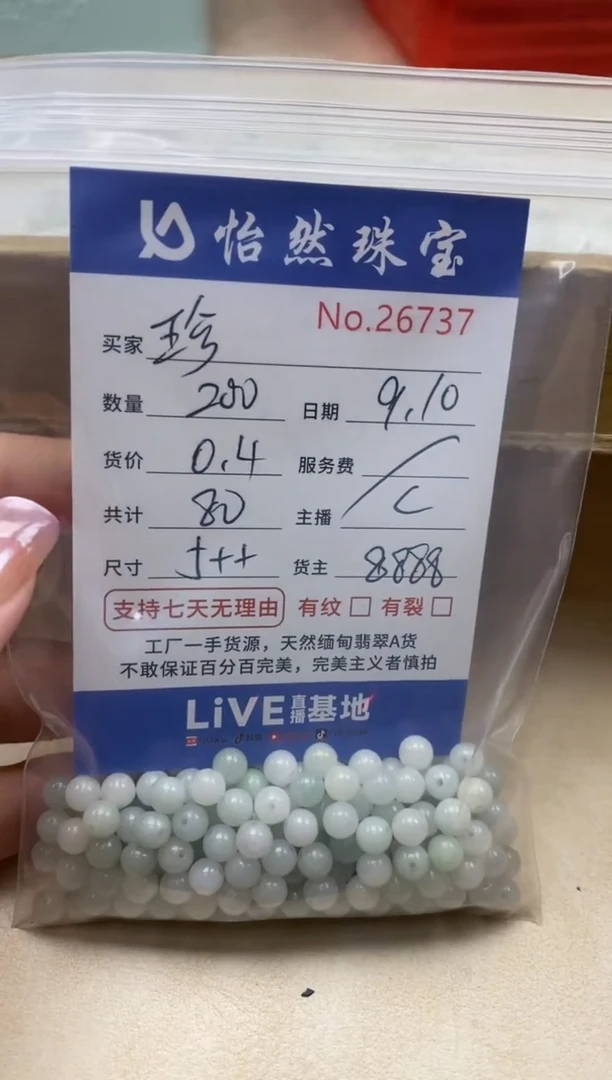 怡然珠宝
No.26737
买家 珍
数量 200 日期 9.10
货价 0.4 服务费 /
共计 80 主播 C
尺寸 5++ 货主 8888
支持七天无理由 有纹 □ 有裂 □
工厂一手货源，天然缅甸翡翠A货
不敢保证百分百完美，完美主义者慎拍
LiVE直播基地